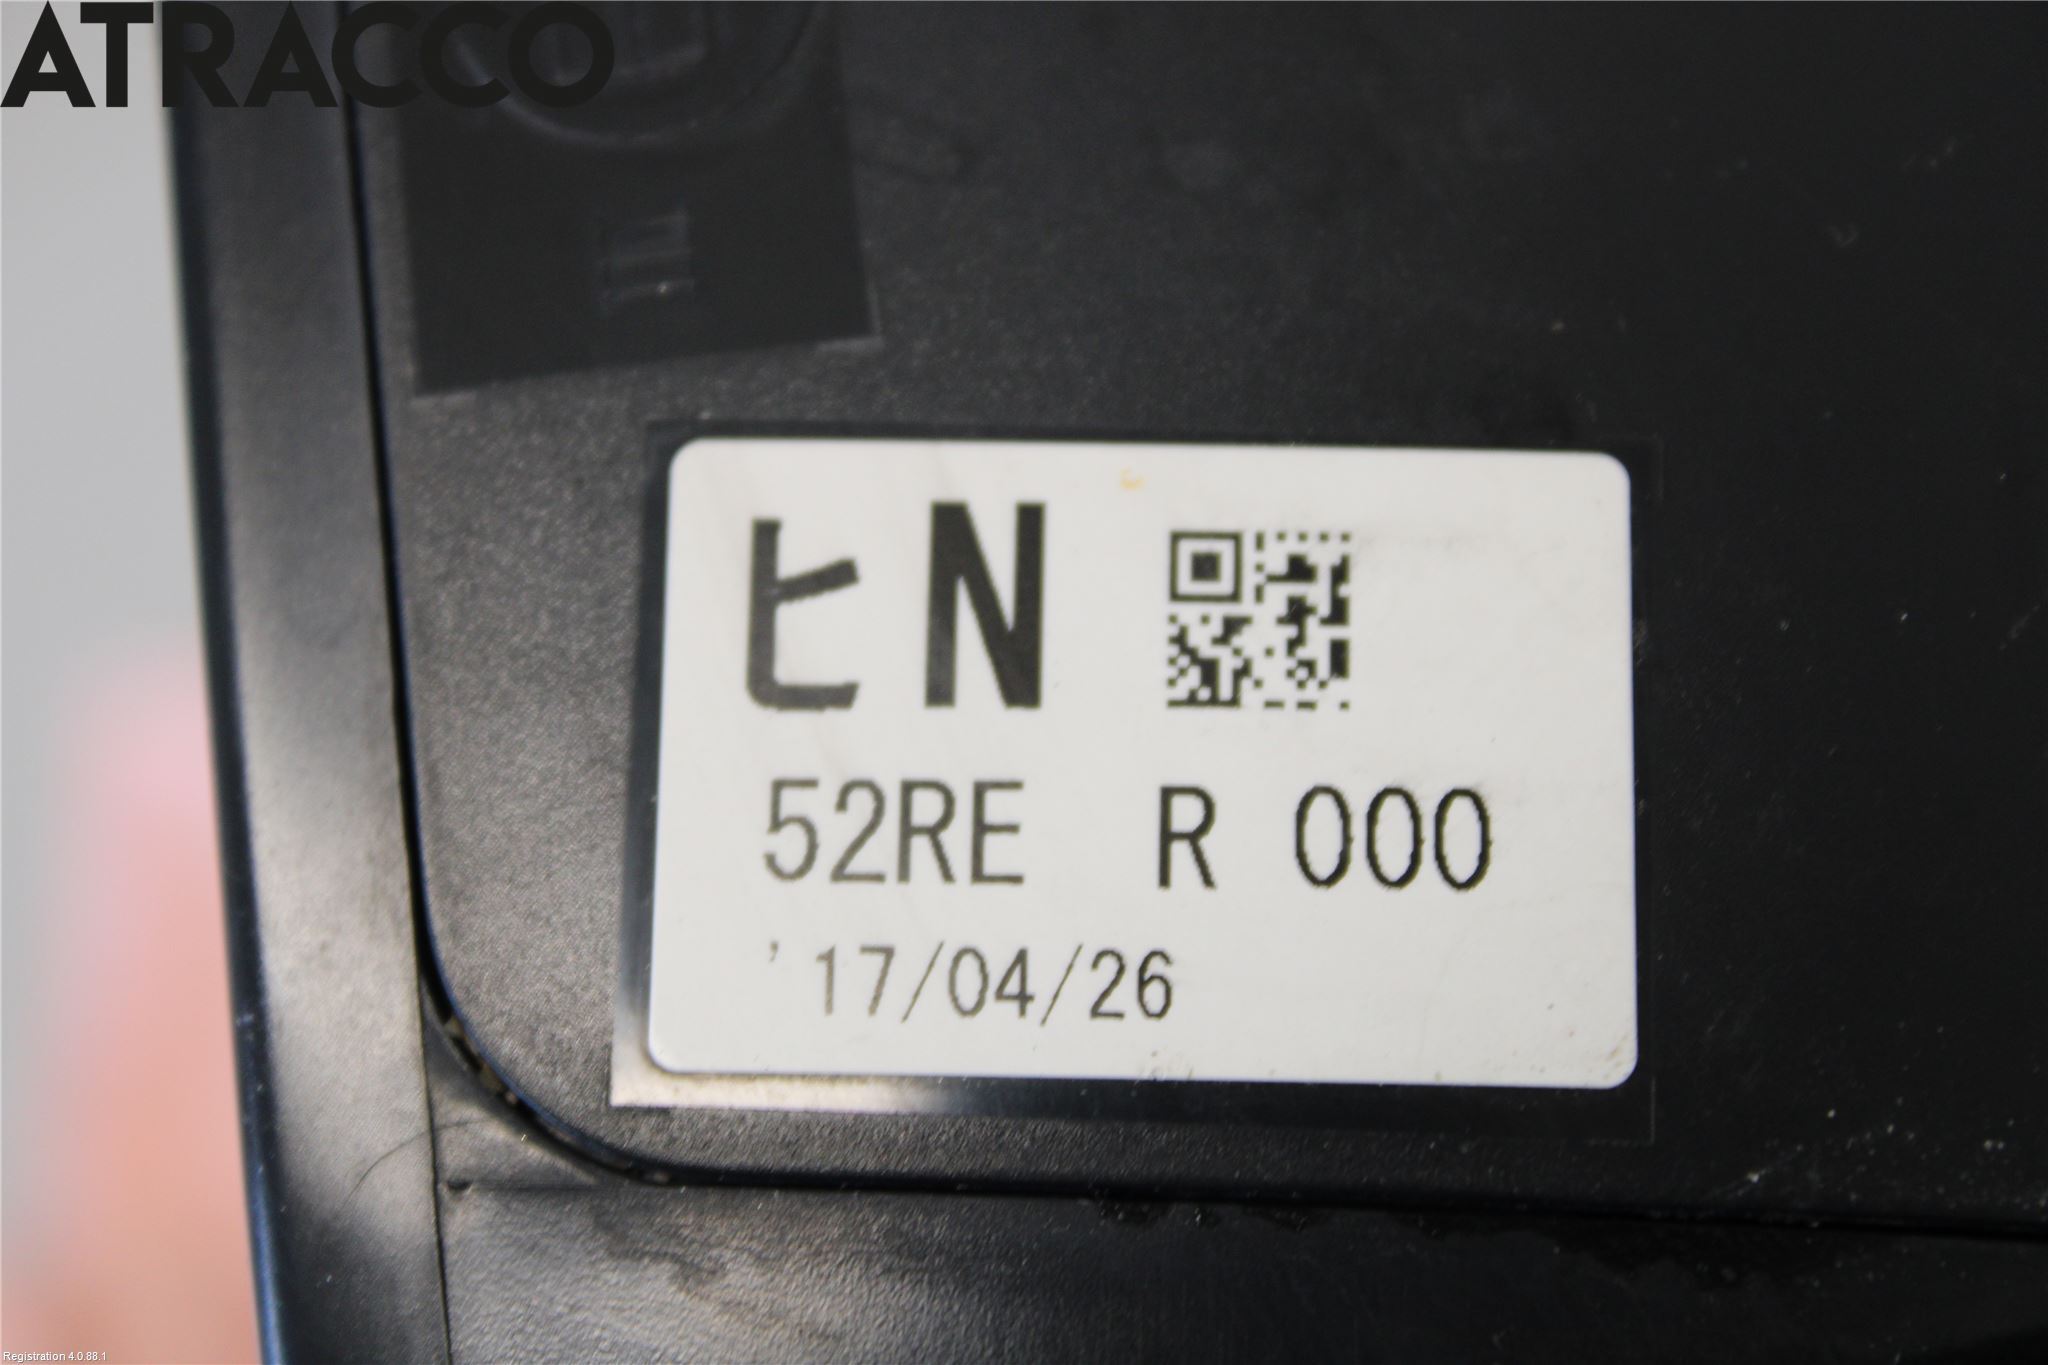 ATRACCO
ヒN
52RE R 000
'17/04/26
Registration 4.0.88.1